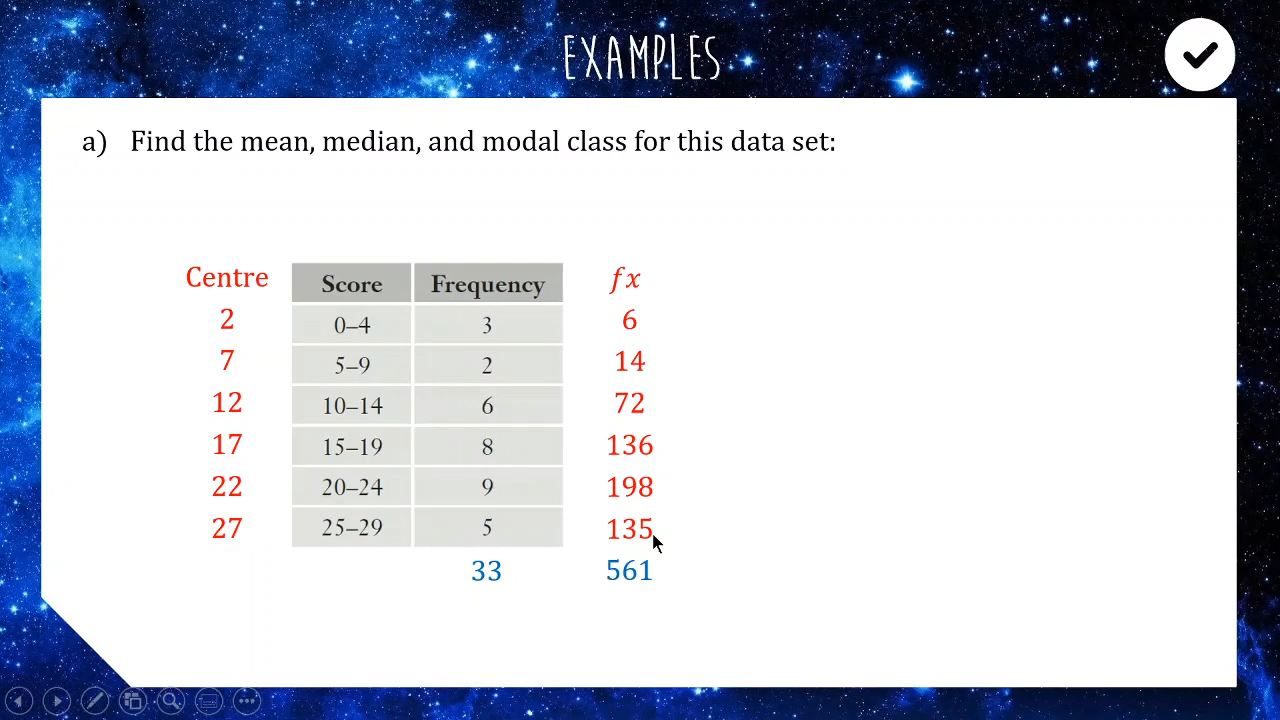 EXAMPLES
a) Find the mean, median, and modal class for this data set:
Centre Score Frequency fx
2 0–4 3 6
7 5–9 2 14
12 10–14 6 72
17 15–19 8 136
22 20–24 9 198
27 25–29 5 135
33 561